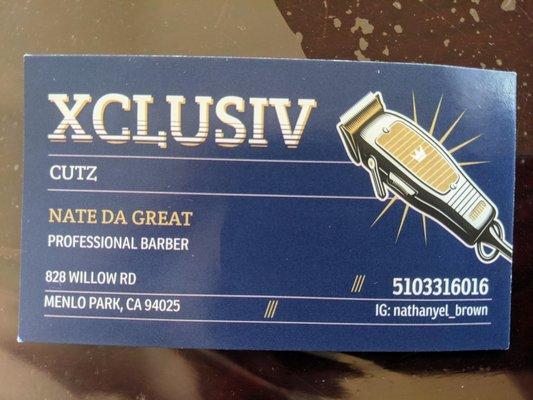 XCLUSIV
CUTZ
NATE DA GREAT
PROFESSIONAL BARBER
828 WILLOW RD
MENLO PARK, CA 94025
/// 5103316016
/// IG: nathanyel_brown